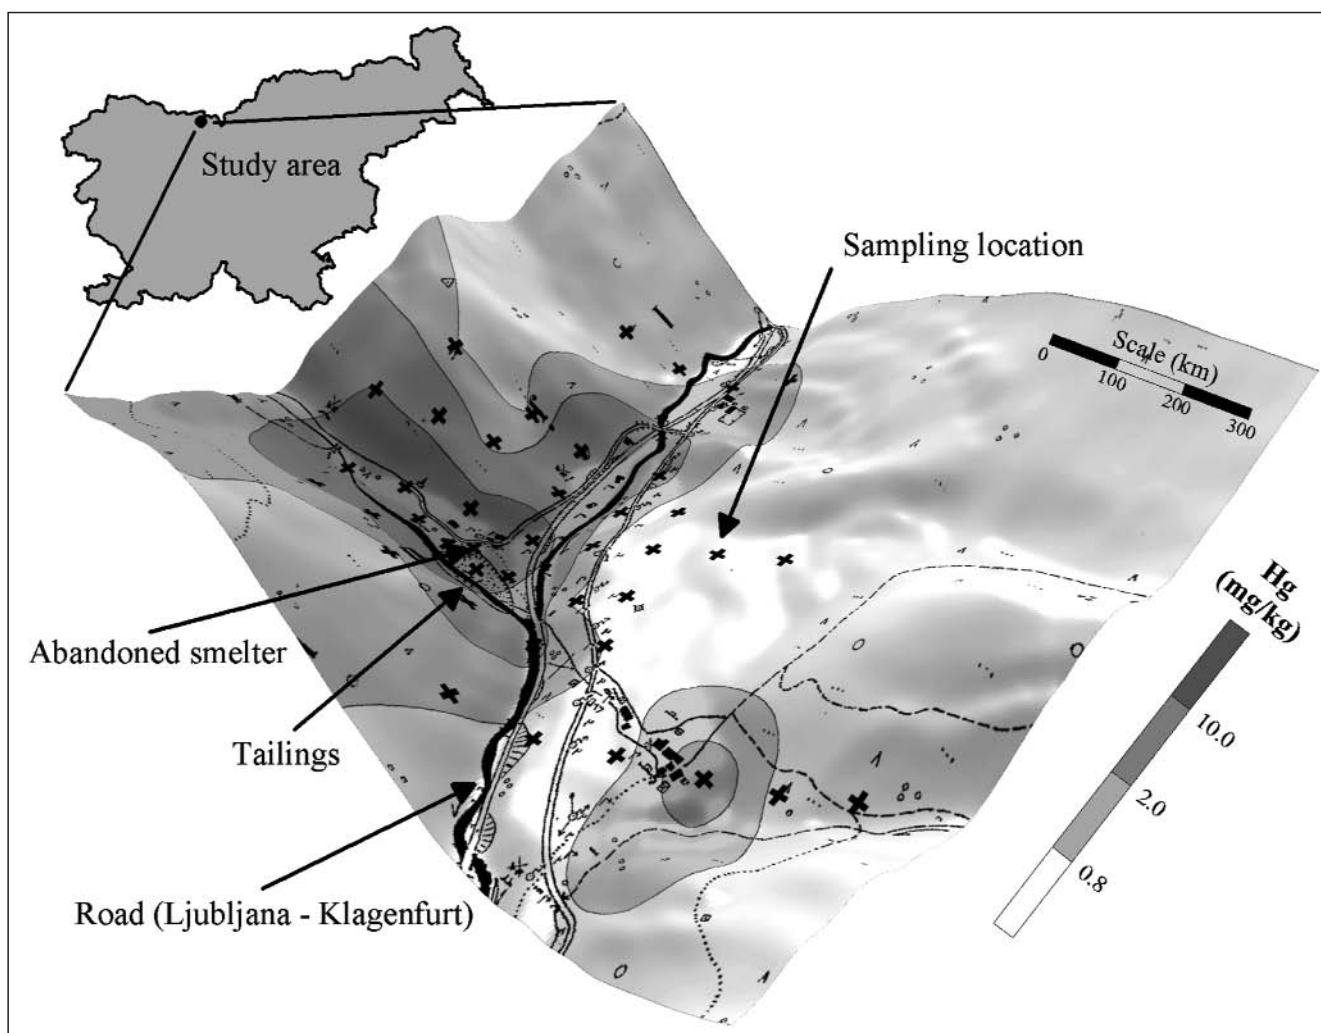 Study area
Sampling location
Scale (km)
0
100
200
300
Hg
(mg/kg)
10.0
2.0
0.8
Abandoned smelter
Tailings
Road (Ljubljana - Klagenfurt)